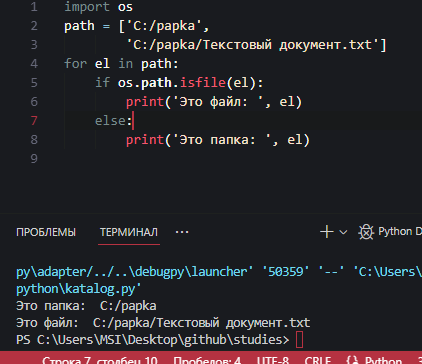 1 import os
2 path = ['C:/papka',
3 'C:/papka/Текстовый документ.txt']
4 for el in path:
5 if os.path.isfile(el):
6 print('Это файл: ', el)
7 else:
8 print('Это папка: ', el)
9
ПРОБЛЕМЫ ТЕРМИНАЛ ··· Python D
py\adapter/../..\debugpy\launcher' '50359' '--' 'C:\Users\
python\katalog.py'
Это папка:  C:/papka
Это файл:  C:/papka/Текстовый документ.txt
PS C:\Users\MSI\Desktop\github\studies>
Строка 7, столбец 10 Пробелов: 4 UTF-8 CRLF Python